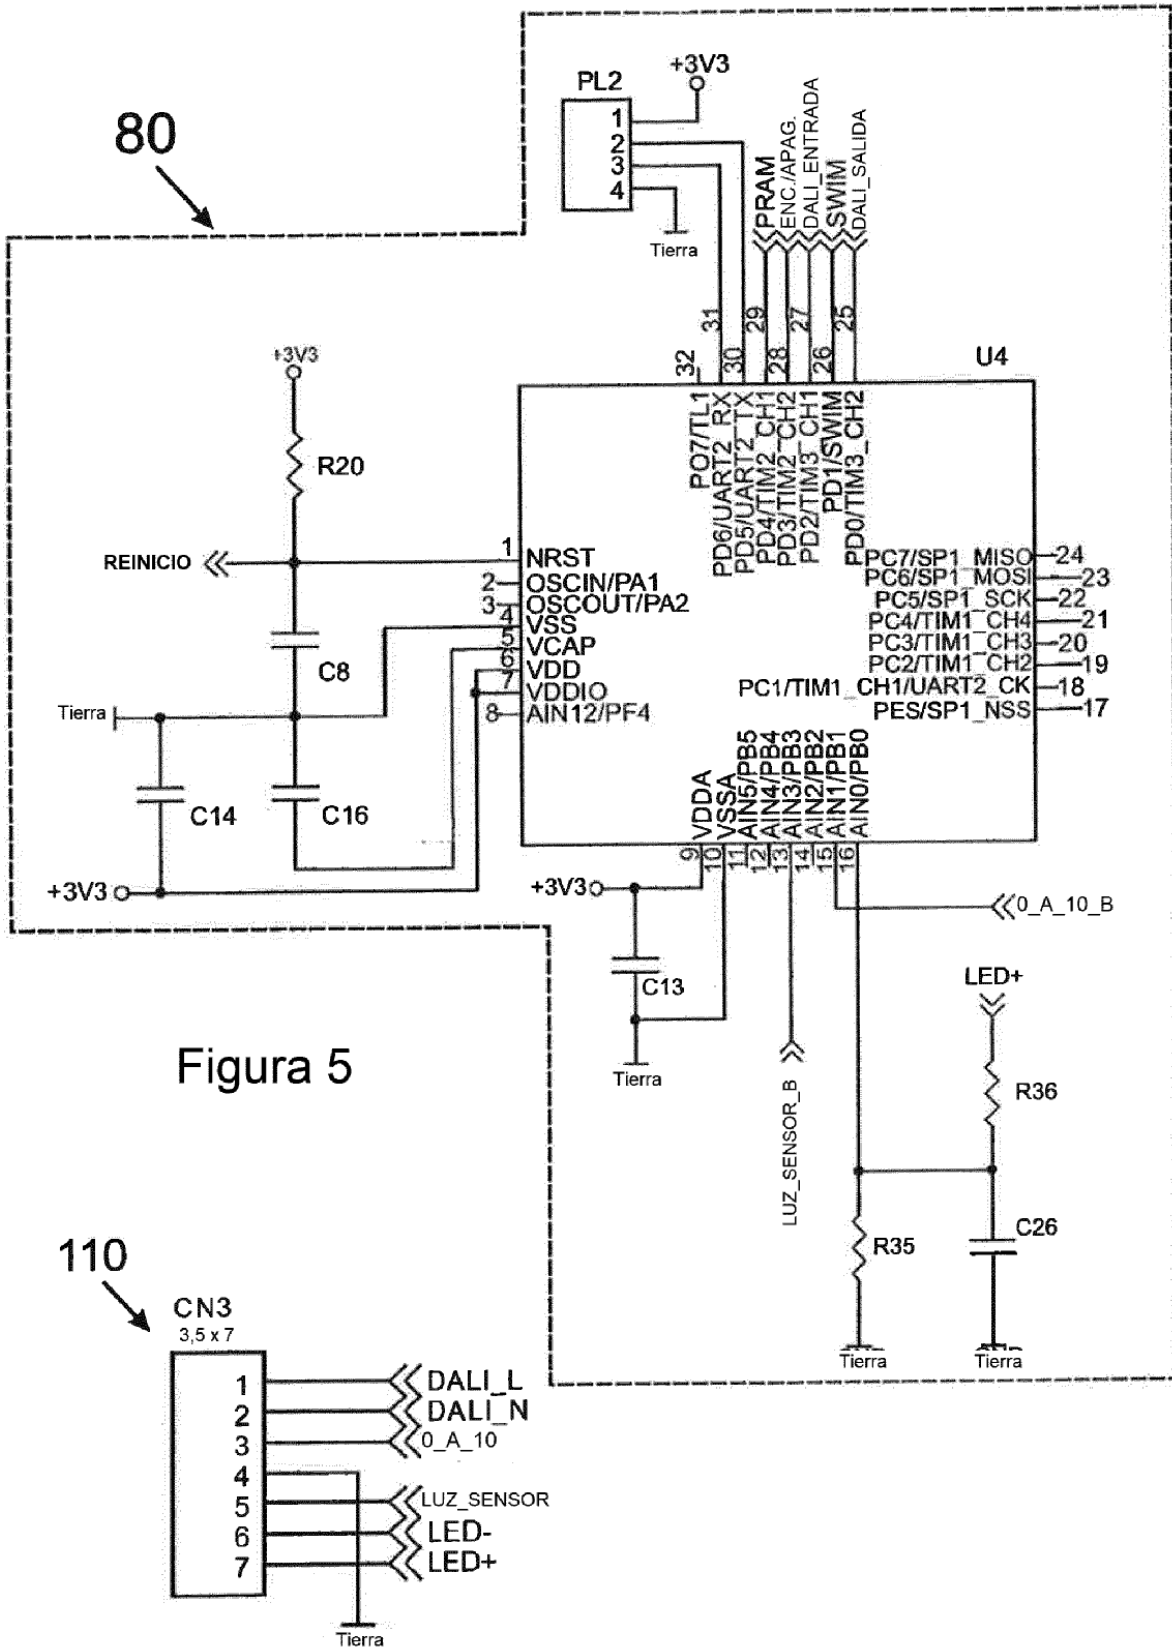 80
+3V3
PL2
1
2
3
4
Tierra
PRAM
ENC./APAG.
DALI_ENTRADA
SWIM
DALI_SALIDA
32
31
30
29
28
27
26
25
U4
PO7/TL1
PD6/UART2_RX
PD5/UART2_TX
PD4/TIM2_CH1
PD3/TIM2_CH2
PD2/TIM3_CH1
PD1/SWIM
PD0/TIM3_CH2
+3V3
R20
REINICIO
1 NRST
2 OSCIN/PA1
3 OSCOUT/PA2
4 VSS
5 VCAP
6 VDD
7 VDDIO
8 AIN12/PF4
PC7/SP1_MISO 24
PC6/SP1_MOSI 23
PC5/SP1_SCK 22
PC4/TIM1_CH4 21
PC3/TIM1_CH3 20
PC2/TIM1_CH2 19
PC1/TIM1_CH1/UART2_CK 18
PES/SP1_NSS 17
C8
Tierra
C14
C16
+3V3
VDDA
VSSA
AIN5/PB5
AIN4/PB4
AIN3/PB3
AIN2/PB2
AIN1/PB1
AIN0/PB0
9
10
11
12
13
14
15
16
+3V3
C13
Tierra
0_A_10_B
LED+
R36
LUZ_SENSOR_B
R35
C26
Tierra
Tierra
Figura 5
110
CN3
3,5 x 7
1 DALI_L
2 DALI_N
3 0_A_10
4
5 LUZ_SENSOR
6 LED-
7 LED+
Tierra